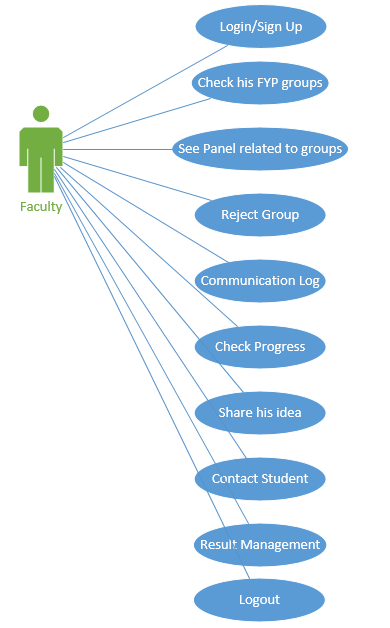 Login/Sign Up
Check his FYP groups
See Panel related to groups
Faculty
Reject Group
Communication Log
Check Progress
Share his idea
Contact Student
Result Management
Logout